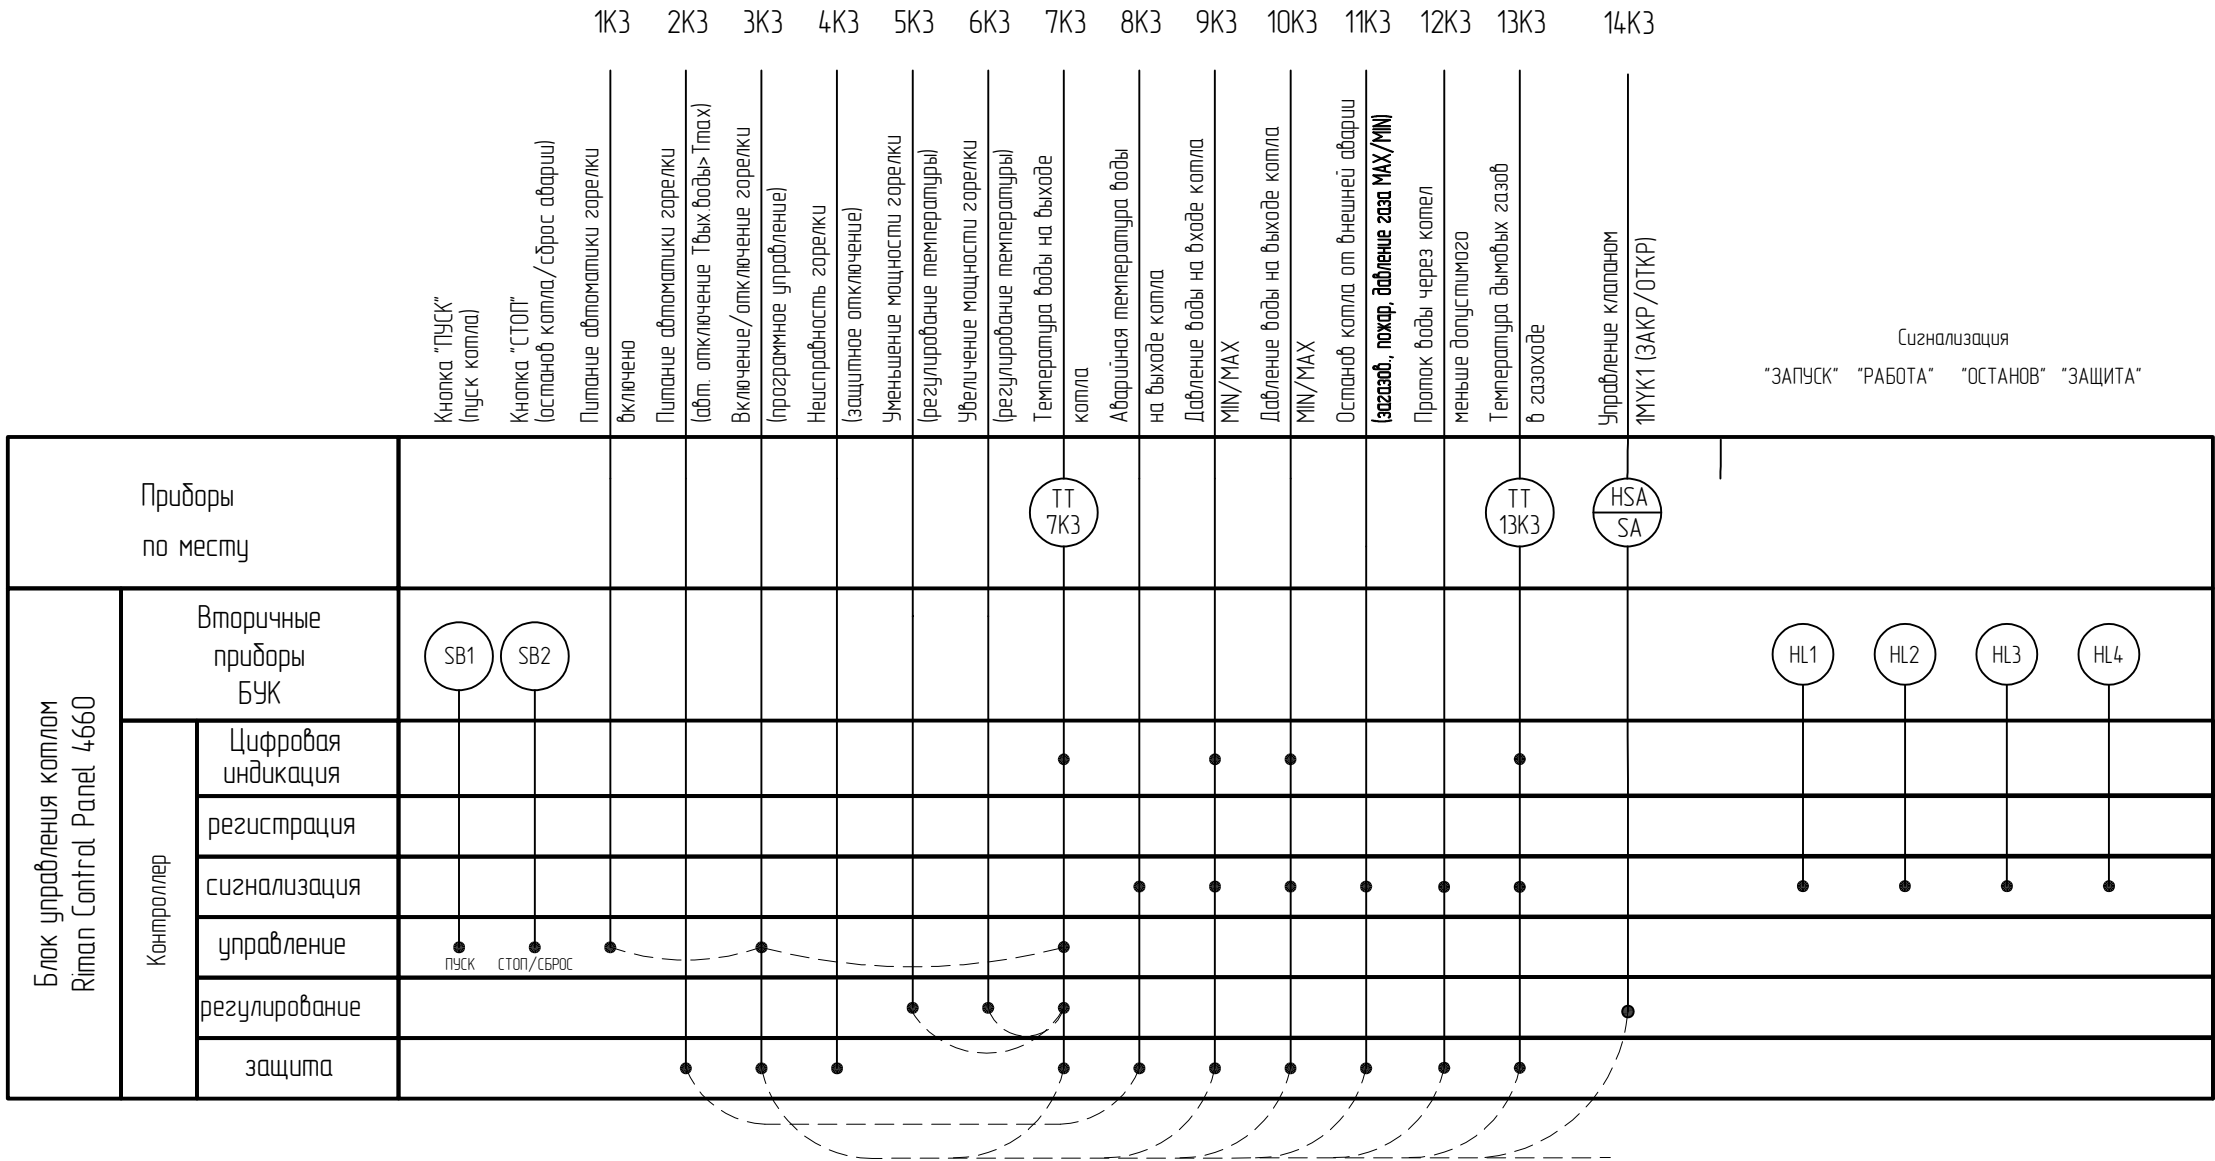 1К3 2К3 3К3 4К3 5К3 6К3 7К3 8К3 9К3 10К3 11К3 12К3 13К3 14К3
Кнопка "ПУСК"
(пуск котла)
Кнопка "СТОП"
(останов котла/сброс аварии)
Питание автоматики горелки
включено
Питание автоматики горелки
(авт. отключение Твых.воды>Tmax)
Включение/отключение горелки
(программное управление)
Неисправность горелки
(защитное отключение)
Уменьшение мощности горелки
(регулирование температуры)
Увеличение мощности горелки
(регулирование температуры)
Температура воды на выходе
котла
Аварийная температура воды
на выходе котла
Давление воды на входе котла
MIN/MAX
Давление воды на выходе котла
MIN/MAX
Останов котла от внешней аварии
(загазов., пожар, давление газа MAX/MIN)
Проток воды через котел
меньше допустимого
Температура дымовых газов
в газоходе
Управление клапаном
1МУК1 (ЗАКР/ОТКР)
Сигнализация
"ЗАПУСК" "РАБОТА" "ОСТАНОВ" "ЗАЩИТА"
Приборы
по месту
TT
7К3
TT
13К3
HSA
SA
Блок управления котлом
Riman Control Panel 4660
Вторичные
приборы
БУК
SB1 SB2 HL1 HL2 HL3 HL4
Контроллер
Цифровая
индикация
регистрация
сигнализация
управление
ПУСК СТОП/СБРОС
регулирование
защита